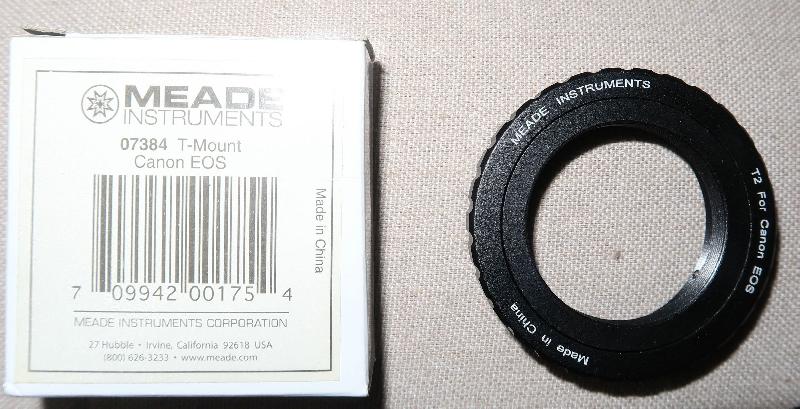 MEADE
INSTRUMENTS
07384 T-Mount
Canon EOS
Made in China
7 09942 00175 4
MEADE INSTRUMENTS CORPORATION
27 Hubble • Irvine, California 92618 USA
(800) 626-3233 • www.meade.com
MEADE INSTRUMENTS
T2 For Canon EOS
Made in China